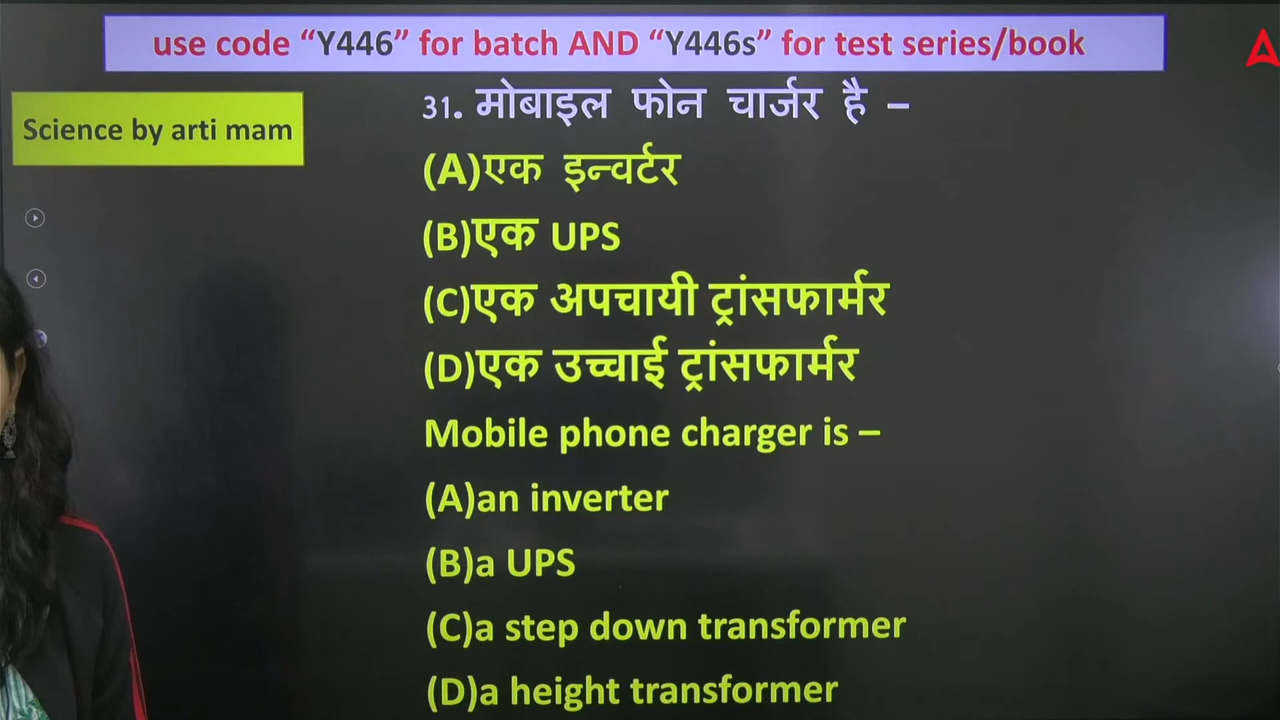 use code “Y446” for batch AND “Y446s” for test series/book
Science by arti mam
31. मोबाइल फोन चार्जर है –
(A)एक इन्वर्टर
(B)एक UPS
(C)एक अपचायी ट्रांसफार्मर
(D)एक उच्चाई ट्रांसफार्मर
Mobile phone charger is –
(A)an inverter
(B)a UPS
(C)a step down transformer
(D)a height transformer